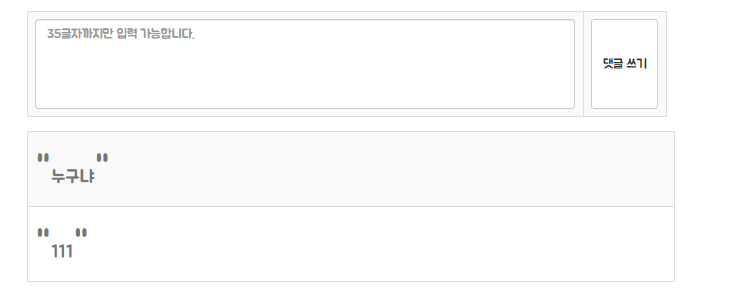 35글자까지만 입력 가능합니다.
댓글 쓰기
" 누구냐 "
" 111 "